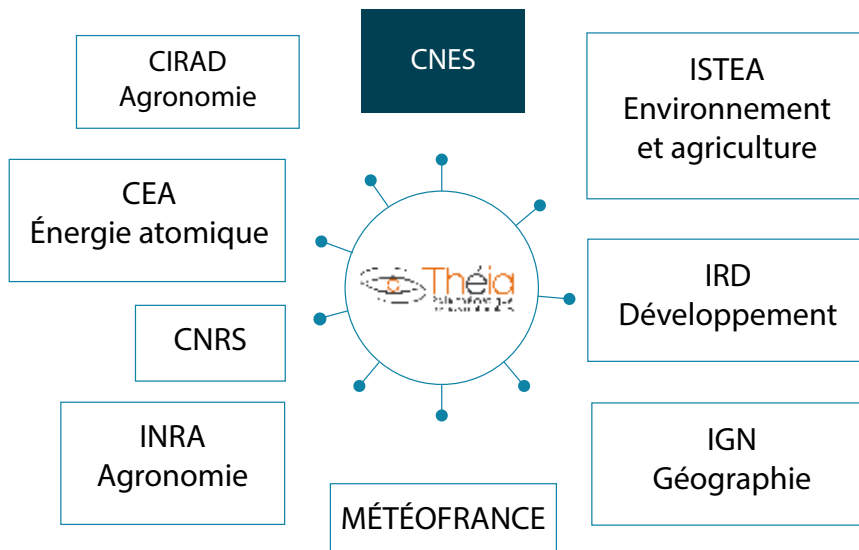 CIRAD
Agronomie
CNES
ISTEA
Environnement
et agriculture
CEA
Énergie atomique
Théia
IRD
Développement
CNRS
INRA
Agronomie
IGN
Géographie
MÉTÉOFRANCE